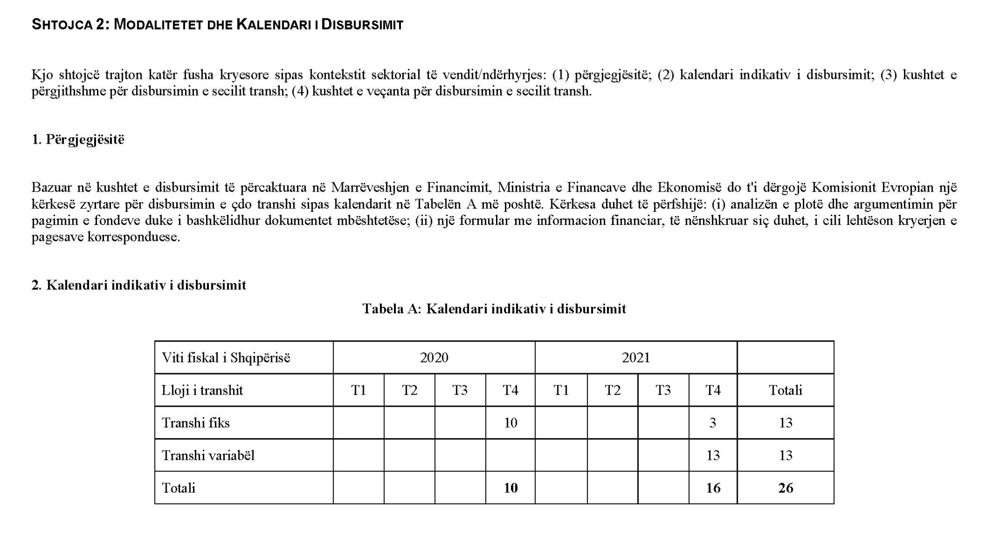 SHTOJCA 2: MODALITETET DHE KALENDARI I DISBURSIMIT
Kjo shtojcë trajton katër fusha kryesore sipas kontekstit sektorial të vendit/ndërhyrjes: (1) përgjegjësitë; (2) kalendari indikativ i disbursimit; (3) kushtet e
përgjithshme për disbursimin e secilit transh; (4) kushtet e veçanta për disbursimin e secilit transh.
1. Përgjegjësitë
Bazuar në kushtet e disbursimit të përcaktuara në Marrëveshjen e Financimit, Ministria e Financave dhe Ekonomisë do t'i dërgojë Komisionit Evropian një
kërkesë zyrtare për disbursimin e çdo transhi sipas kalendarit në Tabelën A më poshtë. Kërkesa duhet të përfshijë: (i) analizën e plotë dhe argumentimin për
pagimin e fondeve duke i bashkëlidhur dokumentet mbështetëse; (ii) një formular me informacion financiar, të nënshkruar siç duhet, i cili lehtëson kryerjen e
pagesave korresponduese.
2. Kalendari indikativ i disbursimit
Tabela A: Kalendari indikativ i disbursimit
Viti fiskal i Shqipërisë 2020 2021
Lloji i transhit T1 T2 T3 T4 T1 T2 T3 T4 Totali
Transhi fiks 10 3 13
Transhi variabël 13 13
Totali 10 16 26